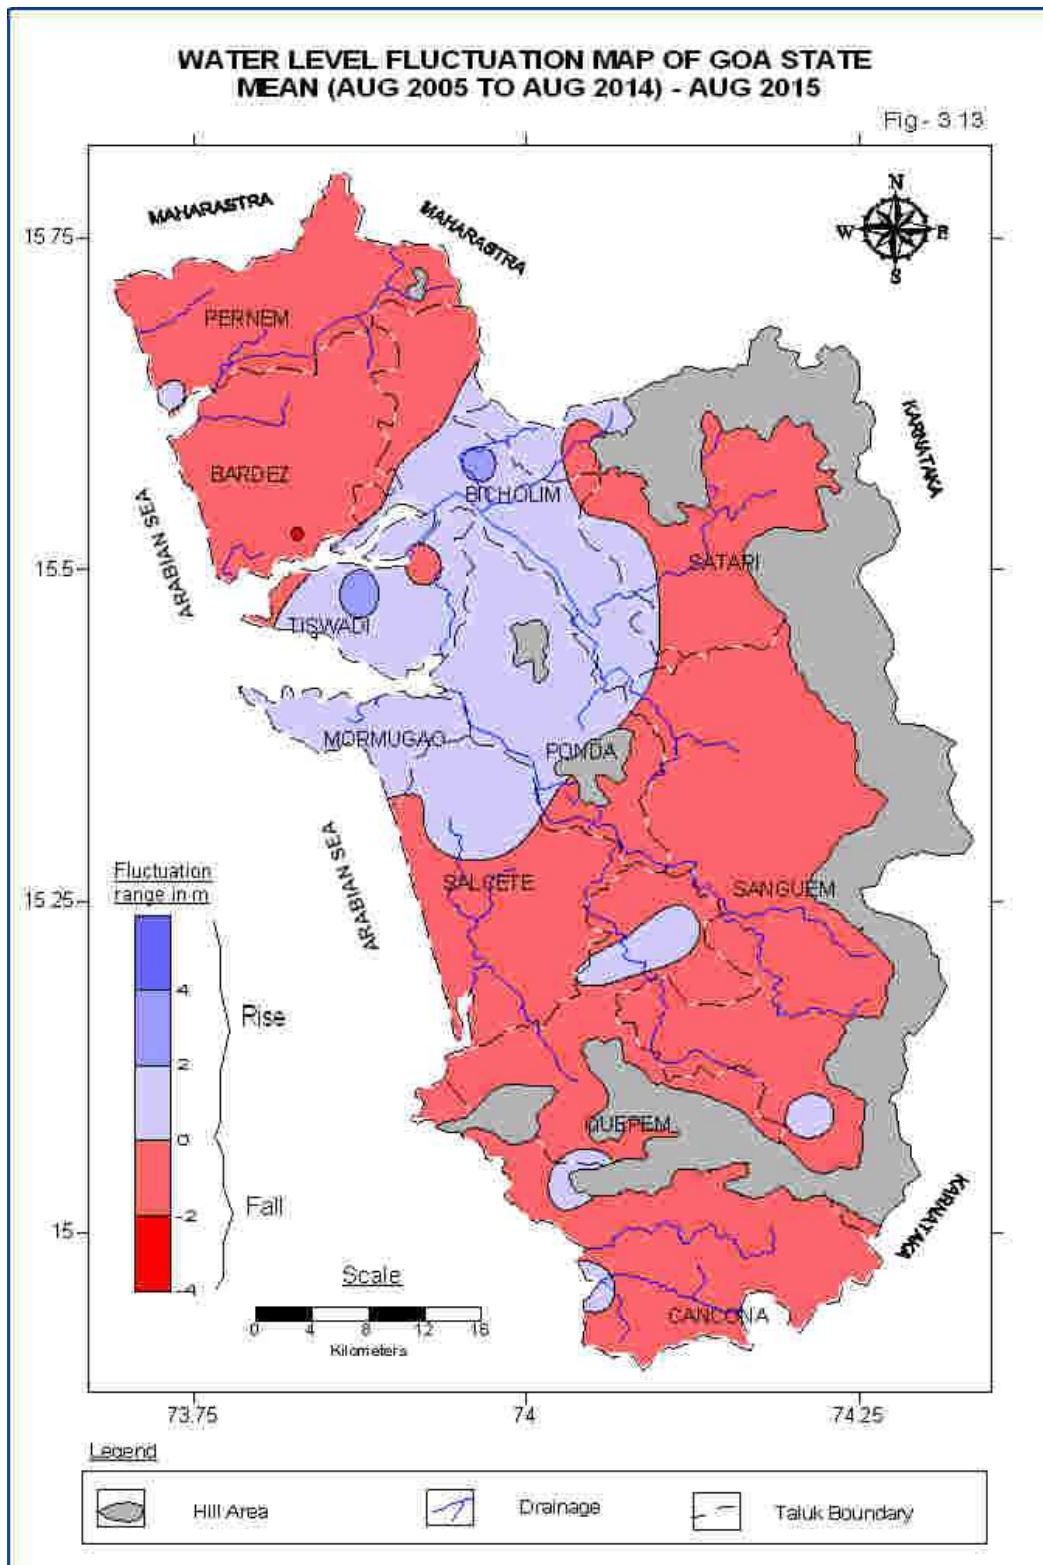 WATER LEVEL FLUCTUATION MAP OF GOA STATE
MEAN (AUG 2005 TO AUG 2014) - AUG 2015
Fig - 3.13
MAHARASTRA
MAHARASTRA
N
W E
S
15.75
PERNEM
KARNATAKA
BARDEZ
BICHOLIM
ARABIAN SEA
15.5
SATARI
TISWADI
MORMUGAO
PONDA
ARABIAN SEA
Fluctuation
range in m
SALCETE
SANGUEM
15.25
4
Rise
2
QUEPEM
0
Fall
-2
15
KARNATAKA
-4
Scale
CANCONA
0 4 8 12 16
Kilometers
73.75 74 74.25
Legend
Hill Area
Drainage
Taluk Boundary